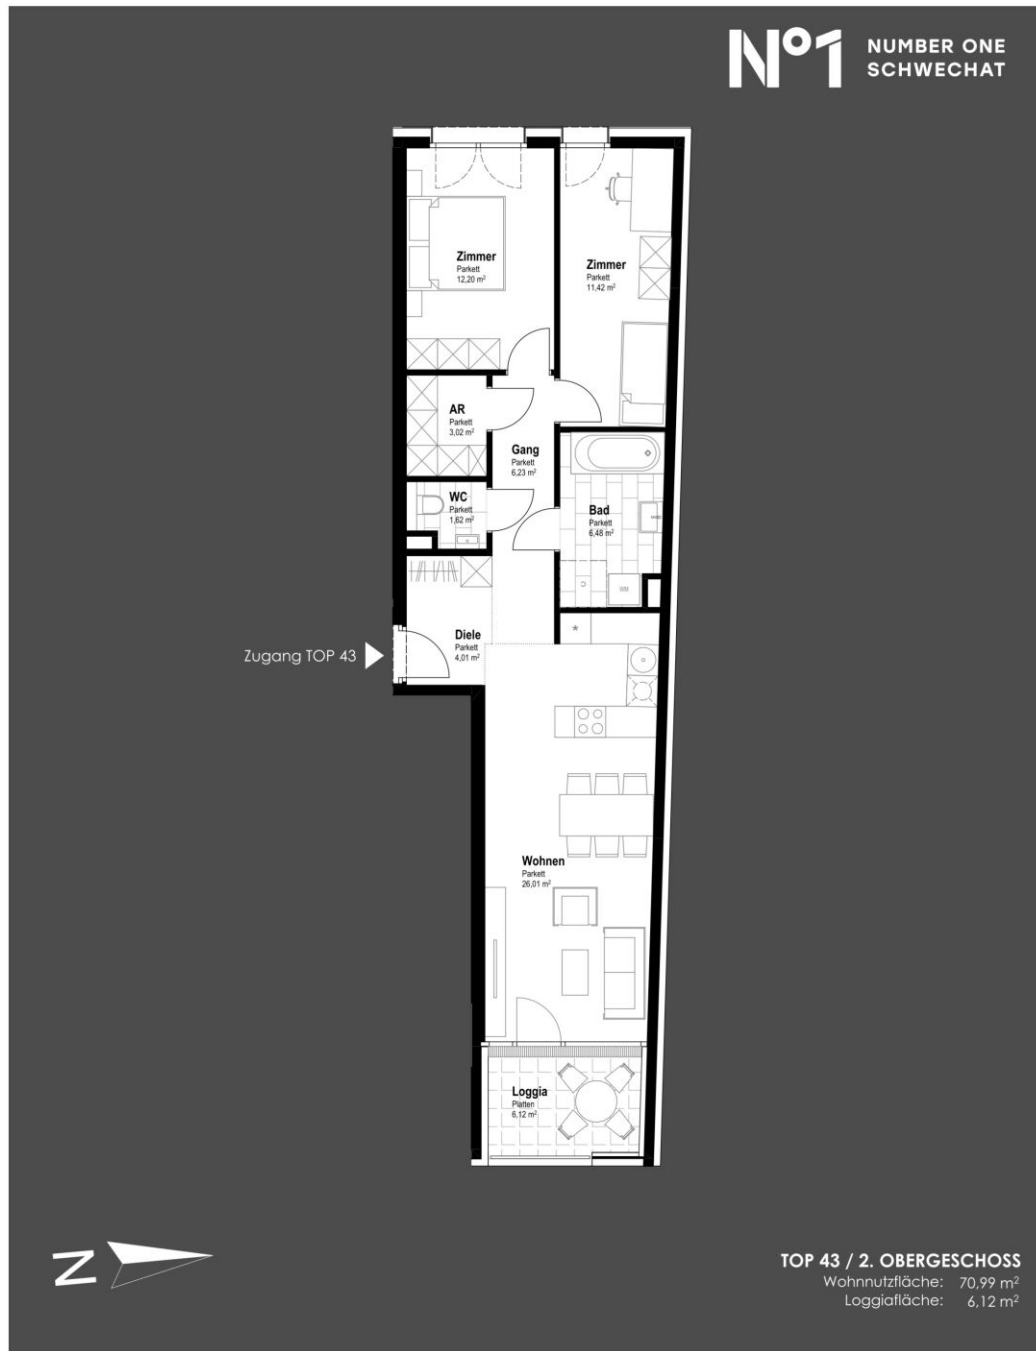 Nº1
NUMBER ONE
SCHWECHAT
Zimmer
Parkett
12,20 m²
Zimmer
Parkett
11,42 m²
AR
Parkett
3,02 m²
Gang
Parkett
6,23 m²
WC
Parkett
1,62 m²
Bad
Parkett
6,48 m²
WM
*
Diele
Parkett
4,01 m²
Zugang TOP 43
Wohnen
Parkett
26,01 m²
Loggia
Platten
6,12 m²
N
TOP 43 / 2. OBERGESCHOSS
Wohnnutzfläche: 70,99 m²
Loggiafläche: 6,12 m²